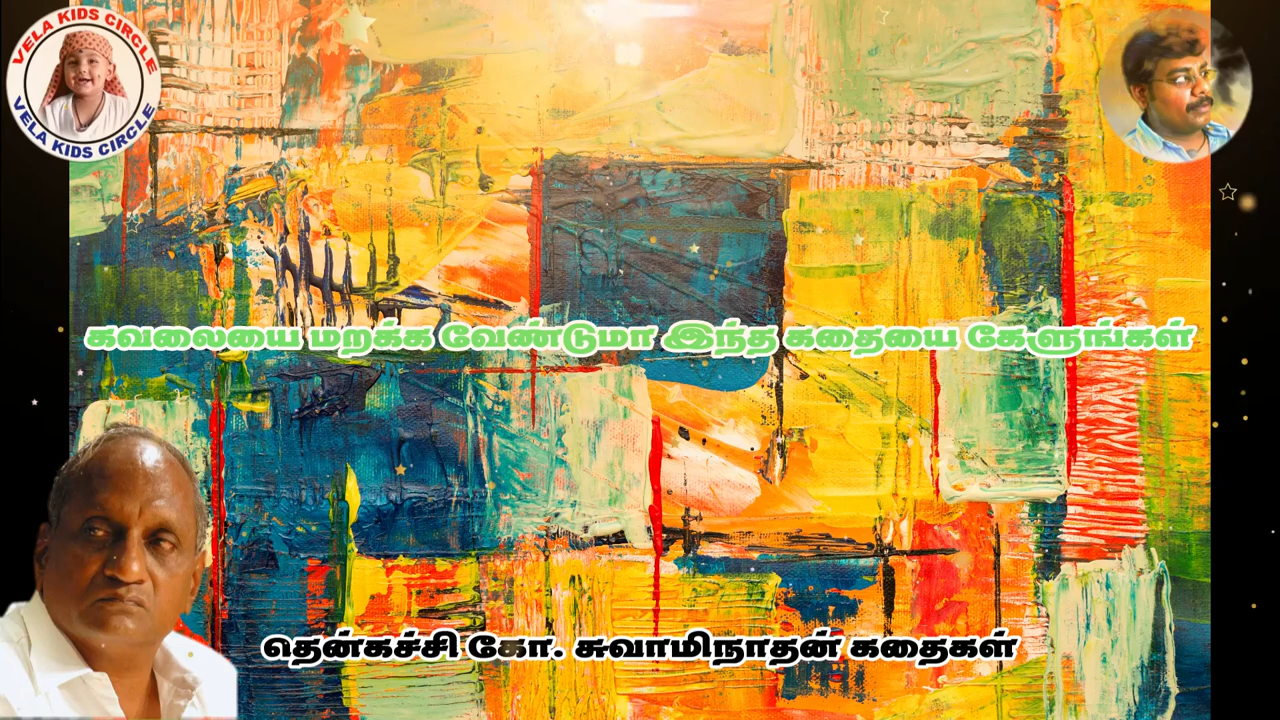 VELA KIDS CIRCLE
VELA KIDS CIRCLE
கவலையை மறக்க வேண்டுமா இந்த கதையை கேளுங்கள்
தென்கச்சி கோ. சுவாமிநாதன் கதைகள்